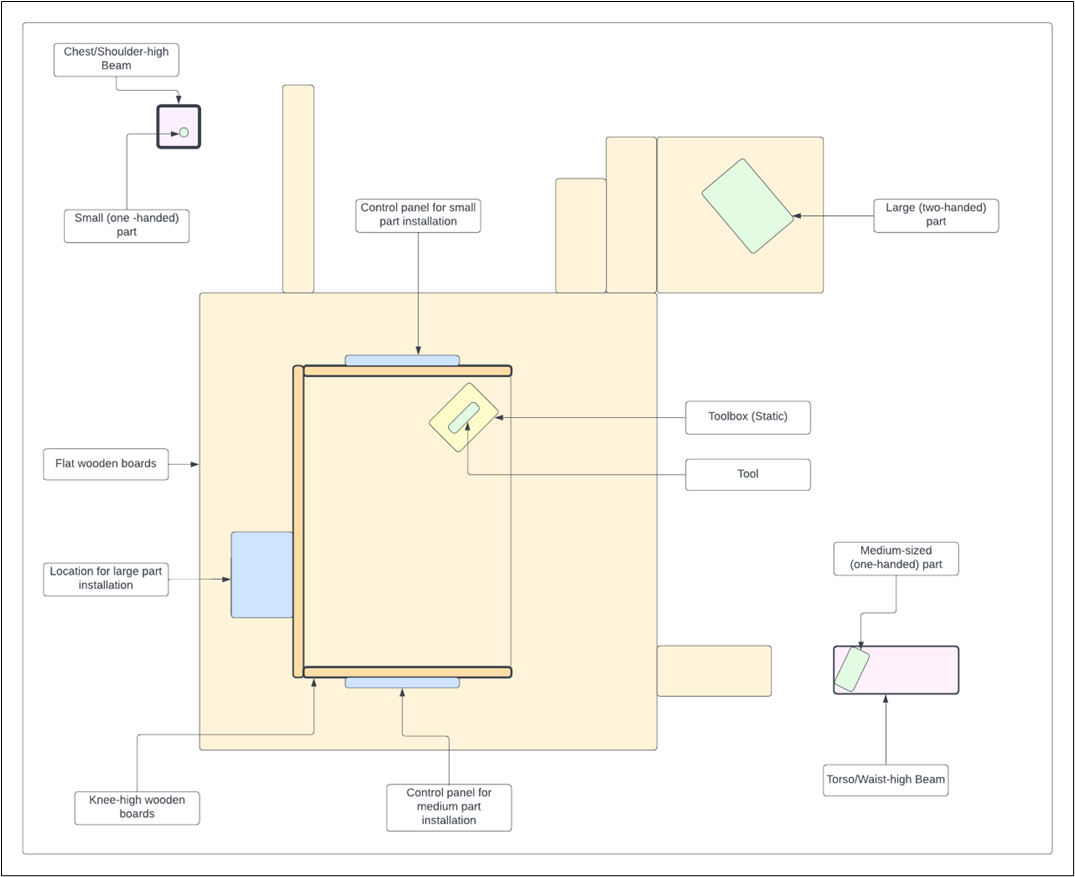 Chest/Shoulder-high
Beam
Small (one -handed)
part
Control panel for small
part installation
Large (two-handed)
part
Toolbox (Static)
Tool
Flat wooden boards
Location for large part
installation
Medium-sized
(one-handed) part
Torso/Waist-high Beam
Knee-high wooden
boards
Control panel for
medium part
installation